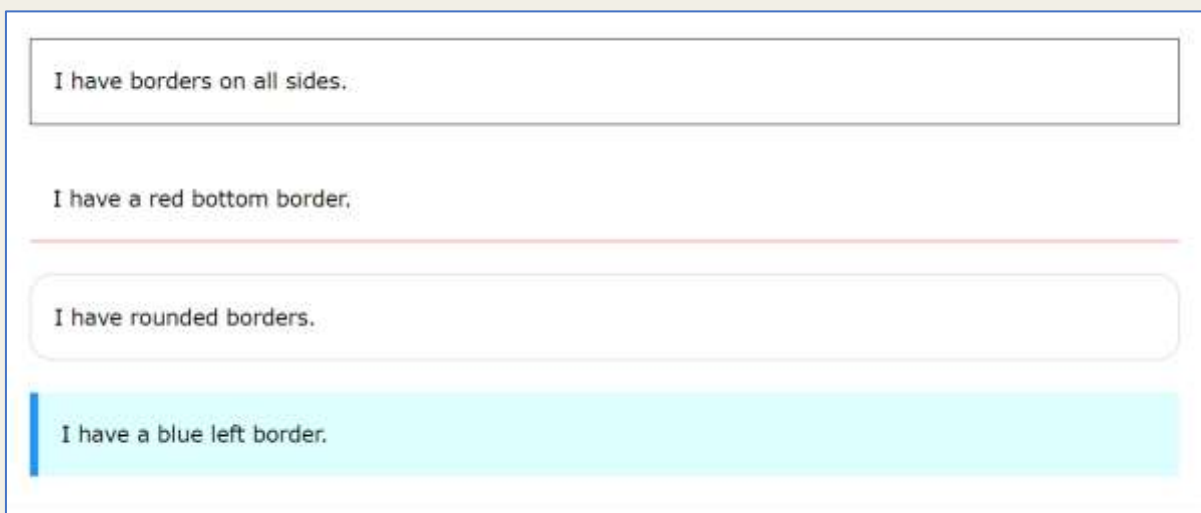 I have borders on all sides.
I have a red bottom border.
I have rounded borders.
I have a blue left border.